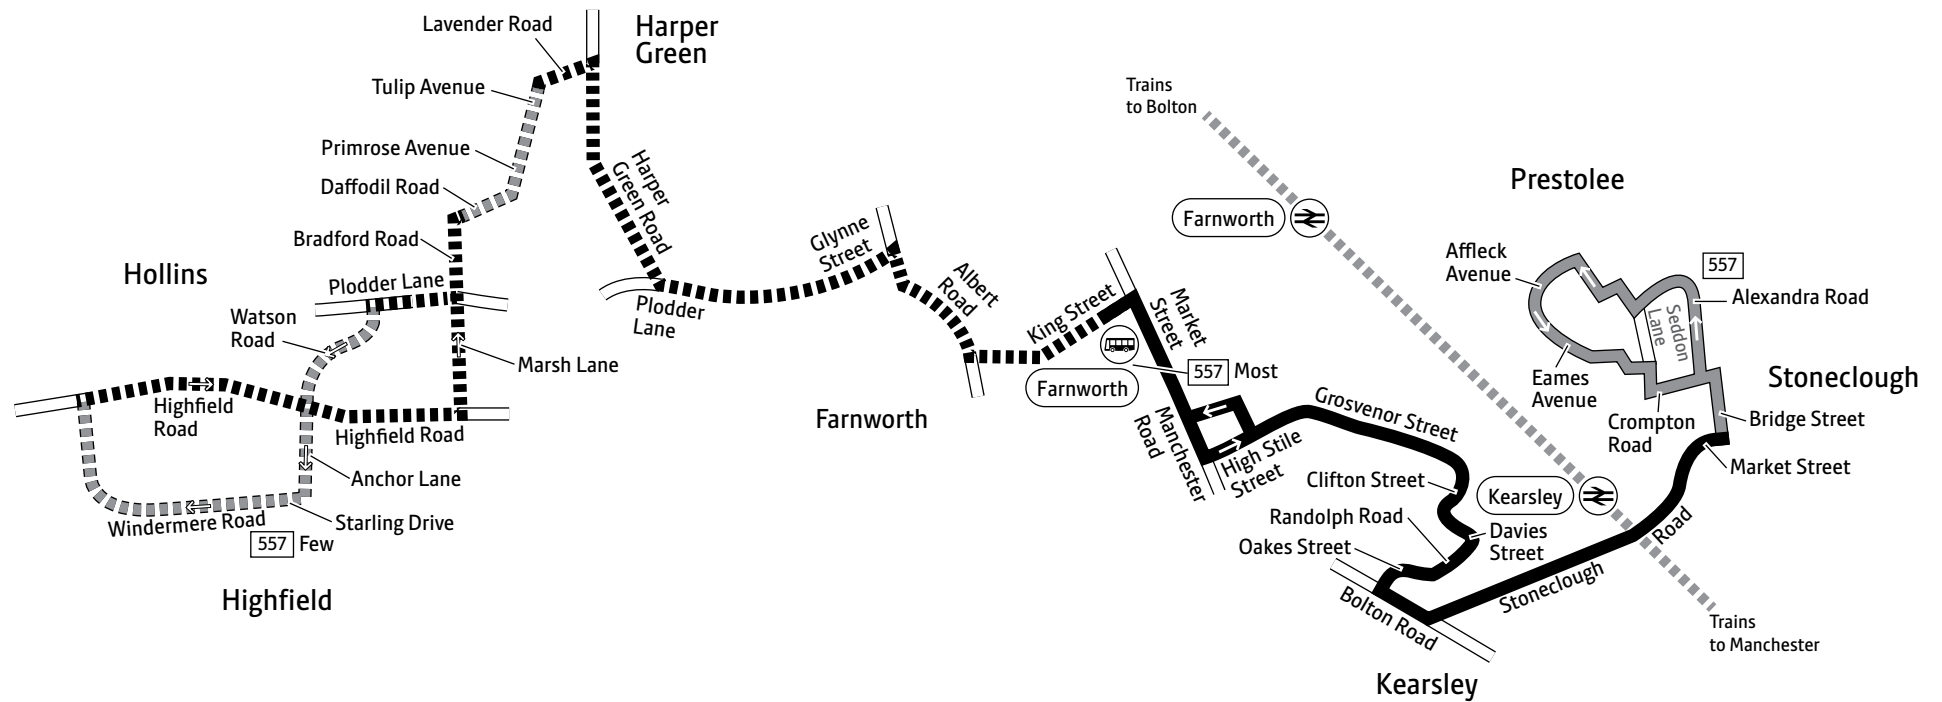 Lavender Road
Harper
Green
Tulip Avenue
Primrose Avenue
Daffodil Road
Bradford Road
Hollins
Plodder Lane
Watson
Road
Marsh Lane
Highfield
Road
Highfield Road
Anchor Lane
Windermere Road
Starling Drive
557 Few
Highfield
Harper
Green Road
Plodder
Lane
Glynne
Street
Albert
Road
Farnworth
King Street
Farnworth
Market
Street
557 Most
Manchester
Road
High Stile
Street
Grosvenor Street
Clifton Street
Randolph Road
Oakes Street
Davies
Street
Bolton Road
Kearsley
Stoneclough
Road
Kearsley
Trains
to Bolton
Farnworth
Trains
to Manchester
Prestolee
Affleck
Avenue
557
Alexandra Road
Seddon
Lane
Eames
Avenue
Crompton
Road
Stoneclough
Bridge Street
Market Street